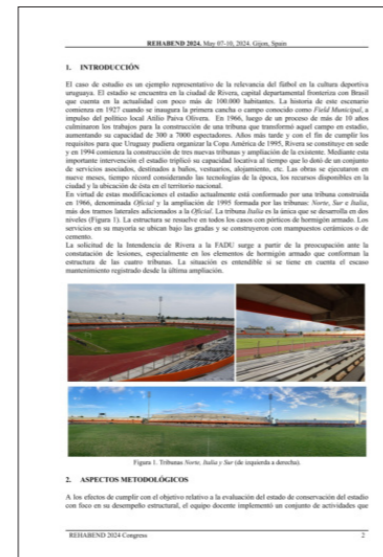 REHABEND 2024, May 07-10, 2024. Gijon, Spain
1. INTRODUCCIÓN
El caso de estudio es un ejemplo representativo de la relevancia del fútbol en la cultura deportiva
uruguaya. El estadio se encuentra en la ciudad de Rivera, capital departamental fronteriza con Brasil
que cuenta en la actualidad con poco más de 100.000 habitantes. La historia de este escenario
comienza en 1927 cuando se inaugura la primera cancha o campo conocido como Field Municipal, a
impulso del político local Atilio Paiva Olivera. En 1966, luego de un proceso de más de 10 años
culminaron los trabajos para la construcción de una tribuna que transformó aquel campo en estadio,
aumentando su capacidad de 300 a 7000 espectadores. Años más tarde y con el fin de cumplir los
requisitos para que Uruguay pudiera organizar la Copa América de 1995, Rivera se constituye en sede
y en 1994 comienza la construcción de tres nuevas tribunas y ampliación de la existente. Mediante esta
importante intervención el estadio triplicó su capacidad locativa al tiempo que lo dotó de un conjunto
de servicios asociados, destinados a baños, vestuarios, alojamiento, etc. Las obras se ejecutaron en
nueve meses, tiempo récord considerando las tecnologías de la época, los recursos disponibles en la
ciudad y la ubicación de ésta en el territorio nacional.
En virtud de estas modificaciones el estadio actualmente está conformado por una tribuna construida
en 1966, denominada Oficial y la ampliación de 1995 formada por las tribunas: Norte, Sur e Italia,
más dos tramos laterales adicionados a la Oficial. La tribuna Italia es la única que se desarrolla en dos
niveles (Figura 1). La estructura se resuelve en todos los casos con pórticos de hormigón armado. Los
servicios en su mayoría se ubican bajo las gradas y se construyeron con mampuestos cerámicos o de
cemento.
La solicitud de la Intendencia de Rivera a la FADU surge a partir de la preocupación ante la
constatación de lesiones, especialmente en los elementos de hormigón armado que conforman la
estructura de las cuatro tribunas. La situación es entendible si se tiene en cuenta el escaso
mantenimiento registrado desde la última ampliación.
Figura 1. Tribunas Norte, Italia y Sur (de izquierda a derecha).
2. ASPECTOS METODOLÓGICOS
A los efectos de cumplir con el objetivo relativo a la evaluación del estado de conservación del estadio
con foco en su desempeño estructural, el equipo docente implementó un conjunto de actividades que
REHABEND 2024 Congress 2